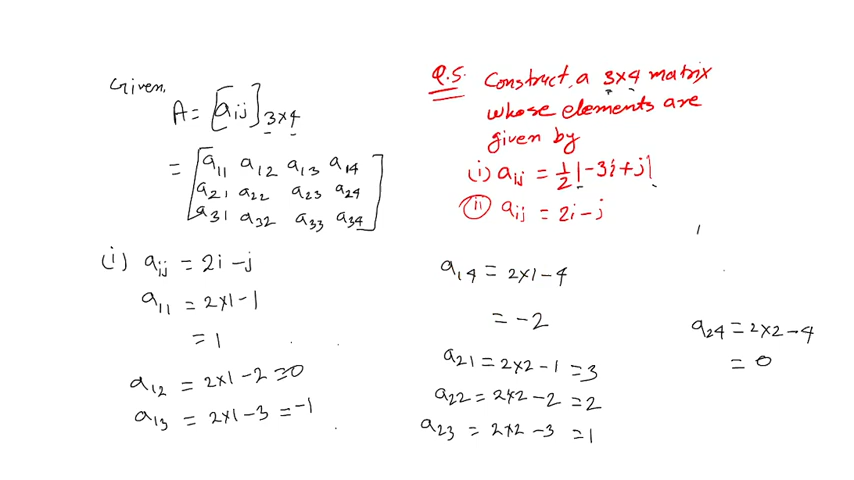 Given,
A = [aij]3×4
= [a11 a12 a13 a14
a21 a22 a23 a24
a31 a32 a33 a34]
(i) aij = 2i - j
a11 = 2×1 - 1
= 1
a12 = 2×1 - 2 = 0
a13 = 2×1 - 3 = -1
Q.5. Construct a 3×4 matrix
whose elements are
given by
(i) aij = 1/2 |-3i + j|
(ii) aij = 2i - j
a14 = 2×1 - 4
= -2
a21 = 2×2 - 1 = 3
a22 = 2×2 - 2 = 2
a23 = 2×2 - 3 = 1
a24 = 2×2 - 4
= 0